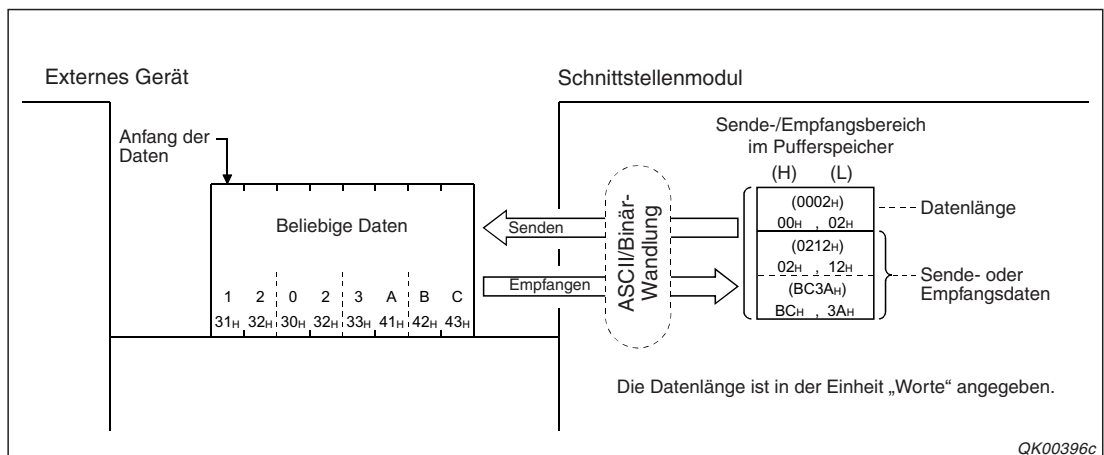 Externes Gerät
Schnittstellenmodul
Anfang der
Daten
Sende-/Empfangsbereich
im Pufferspeicher
(H) (L)
(0002H)
00H , 02H
Datenlänge
(0212H)
02H , 12H
(BC3AH)
BCH , 3AH
Sende- oder
Empfangsdaten
Beliebige Daten
Senden
Empfangen
ASCII/Binär-
Wandlung
1 2 0 2 3 A B C
31H 32H 30H 32H 33H 41H 42H 43H
Die Datenlänge ist in der Einheit „Worte“ angegeben.
QK00396c